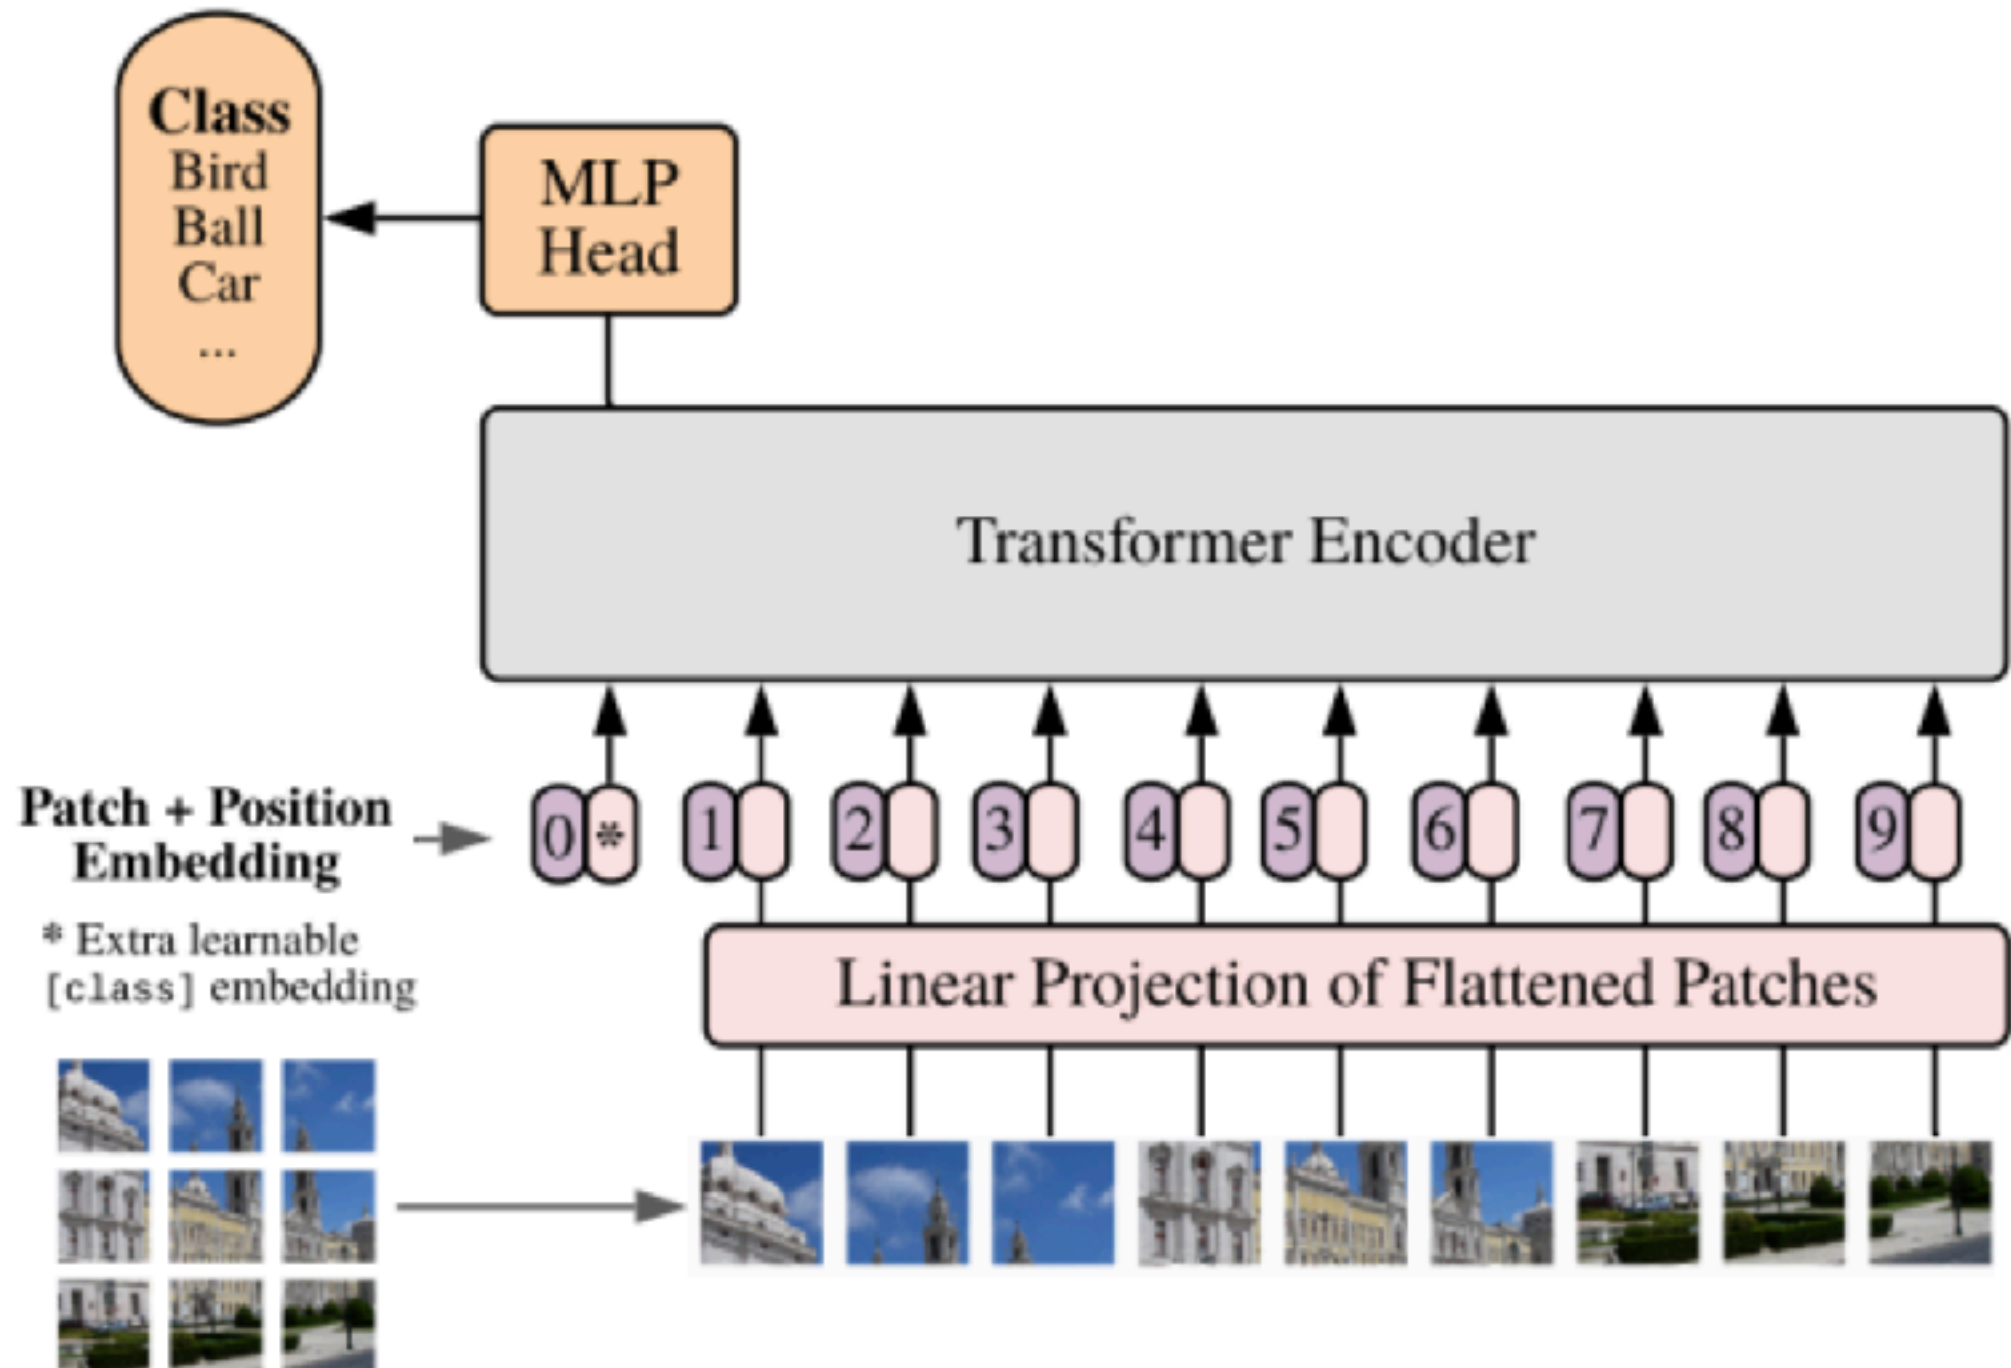 Class
Bird
Ball
Car
...
MLP
Head
Transformer Encoder
Patch + Position
Embedding
0 * 1 2 3 4 5 6 7 8 9
* Extra learnable
[class] embedding
Linear Projection of Flattened Patches